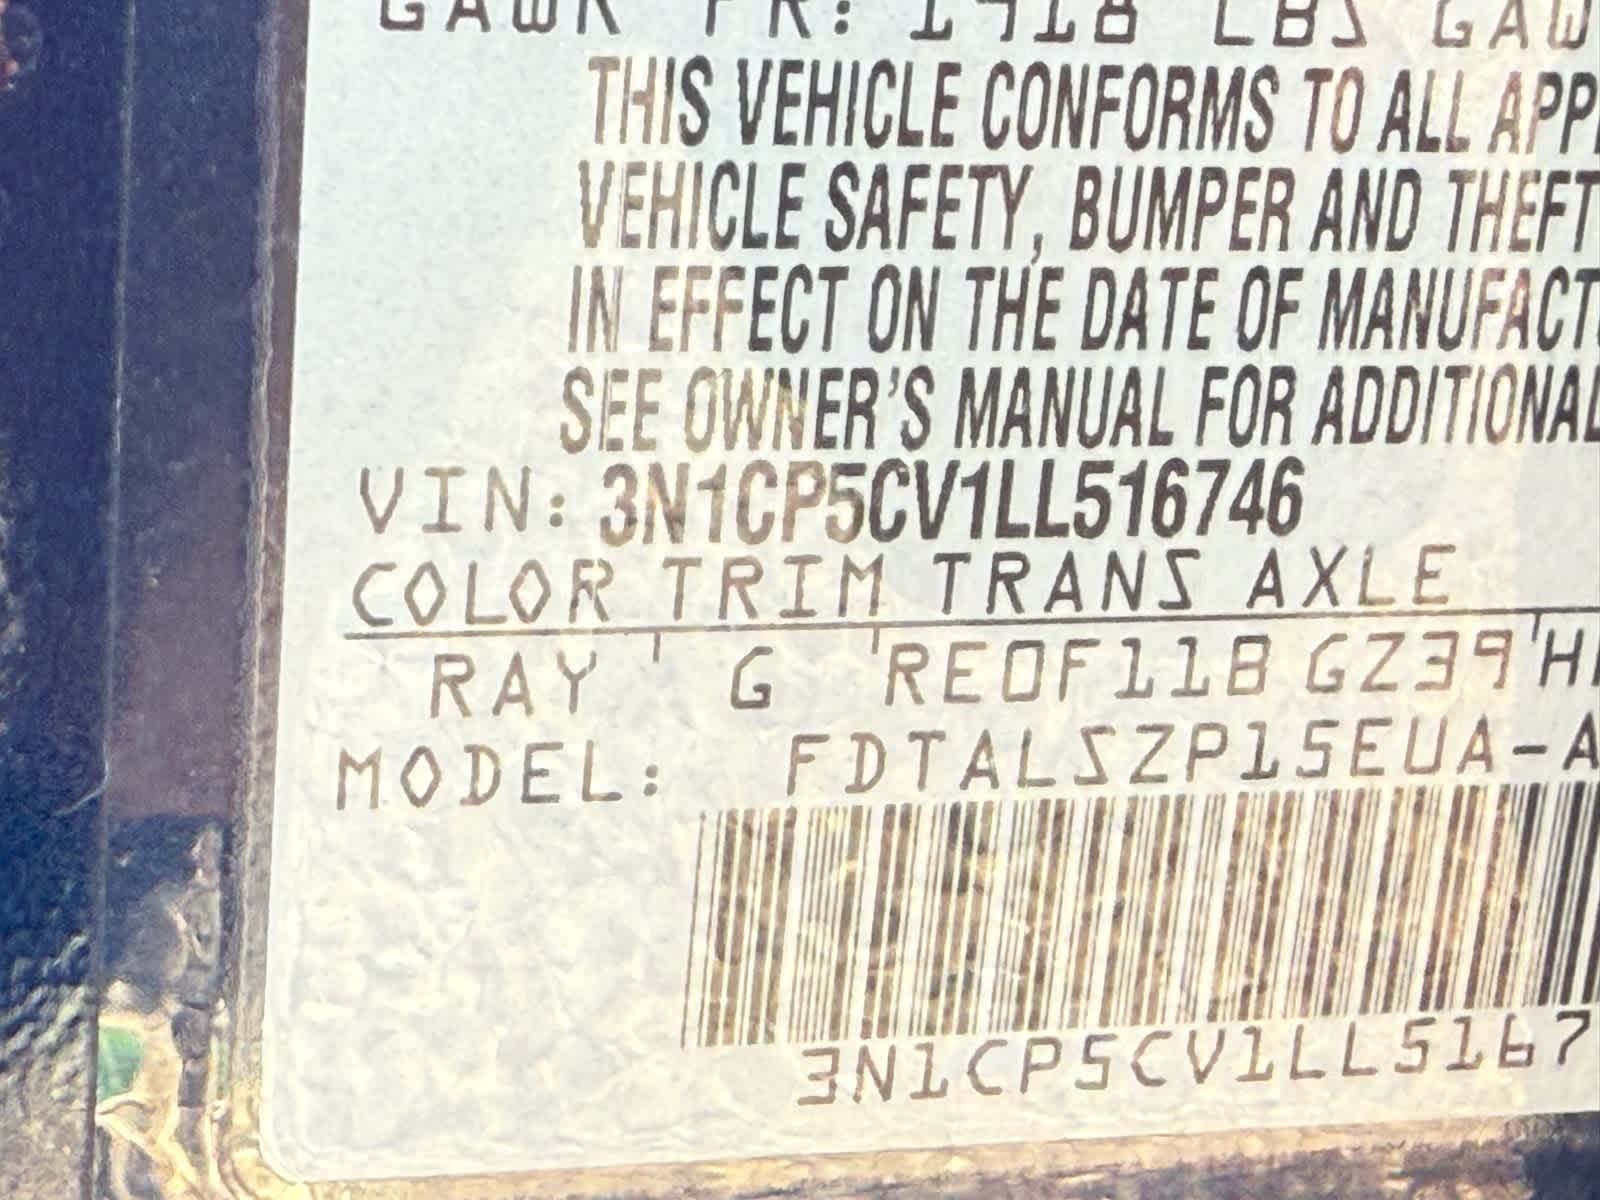 GAWR FR: 1918 LBS GAW
THIS VEHICLE CONFORMS TO ALL APP
VEHICLE SAFETY, BUMPER AND THEFT
IN EFFECT ON THE DATE OF MANUFACT
SEE OWNER'S MANUAL FOR ADDITIONAL
VIN: 3N1CP5CV1LL516746
COLOR TRIM TRANS AXLE
RAY G RE0F11B GZ39 H
MODEL: FDTALSZP15EUA-A
3N1CP5CV1LL5167